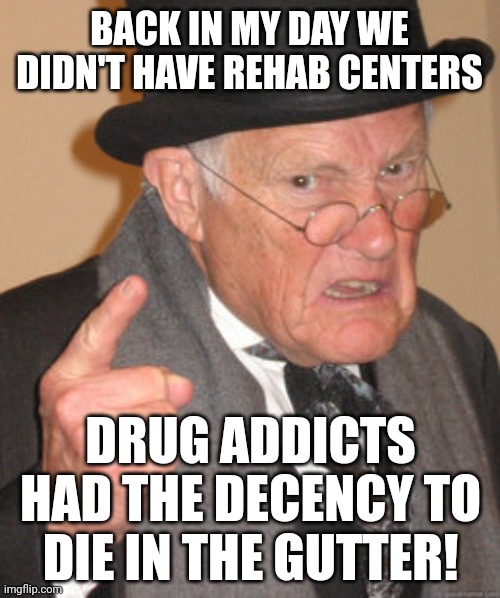 BACK IN MY DAY WE
DIDN'T HAVE REHAB CENTERS
DRUG ADDICTS
HAD THE DECENCY TO
DIE IN THE GUTTER!
imgflip.com